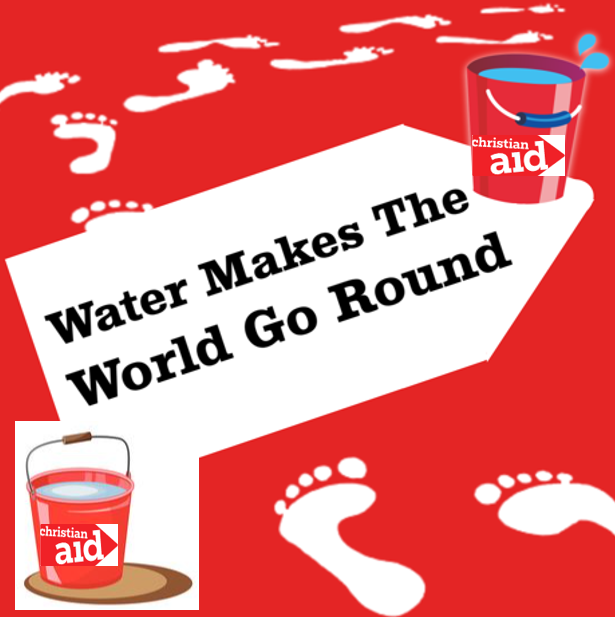 christian
aid
Water Makes The
World Go Round
christian
aid